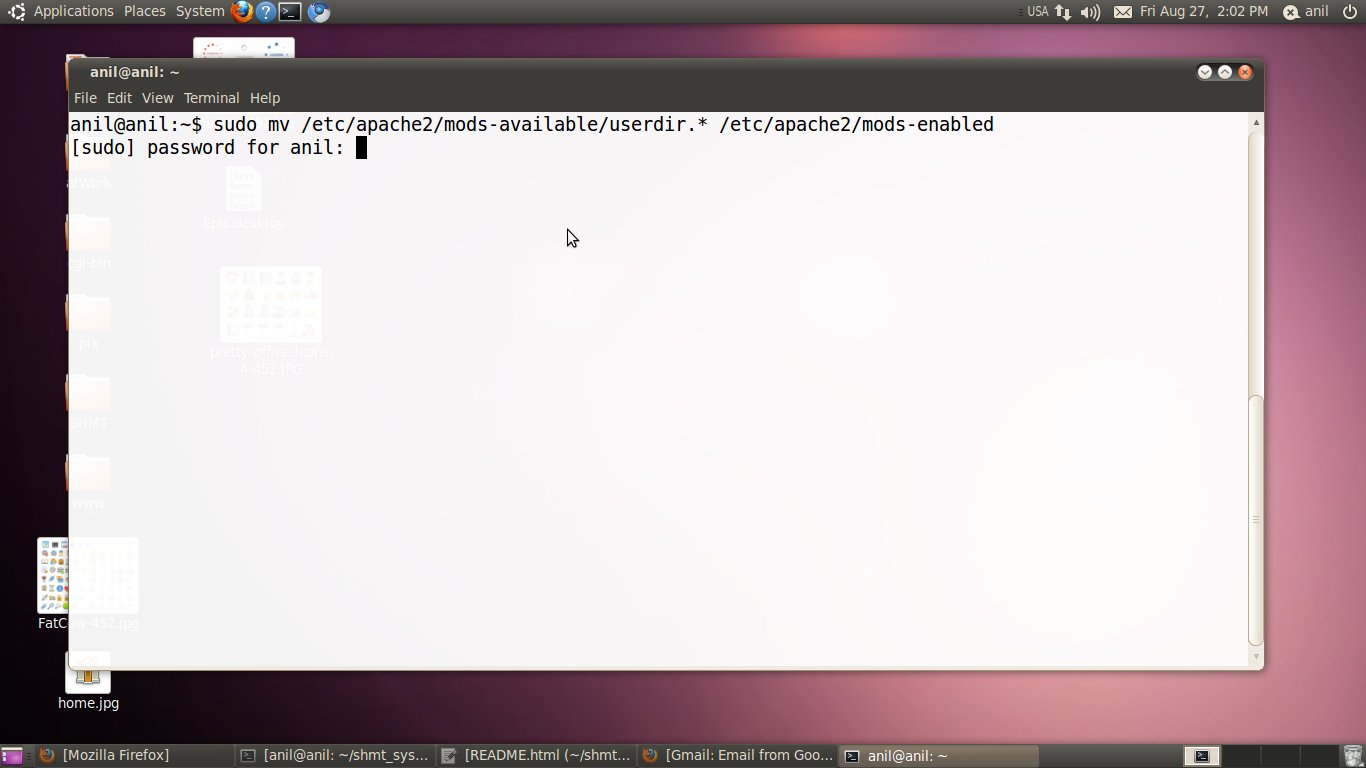 Applications Places System
USA Fri Aug 27, 2:02 PM anil
anil@anil: ~
File Edit View Terminal Help
anil@anil:~$ sudo mv /etc/apache2/mods-available/userdir.* /etc/apache2/mods-enabled
[sudo] password for anil:
atWork
Epic.desktop
cgi-bin
pix
pretty-office-icons-
4-452.JPG
SHMT
www
FatCow-452.jpg
home.jpg
[Mozilla Firefox]
[anil@anil: ~/shmt_sys...
[README.html (~/shmt...
[Gmail: Email from Goo...
anil@anil: ~